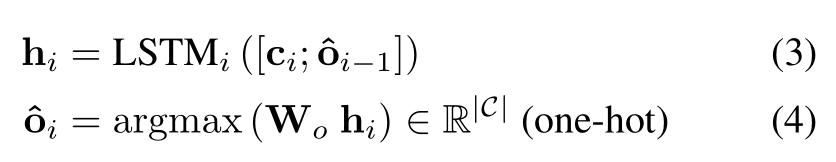 hᵢ = LSTMᵢ ([cᵢ; ôᵢ₋₁]) (3)
ôᵢ = argmax (Wₒ hᵢ) ∈ ℝ^|𝒞| (one-hot) (4)